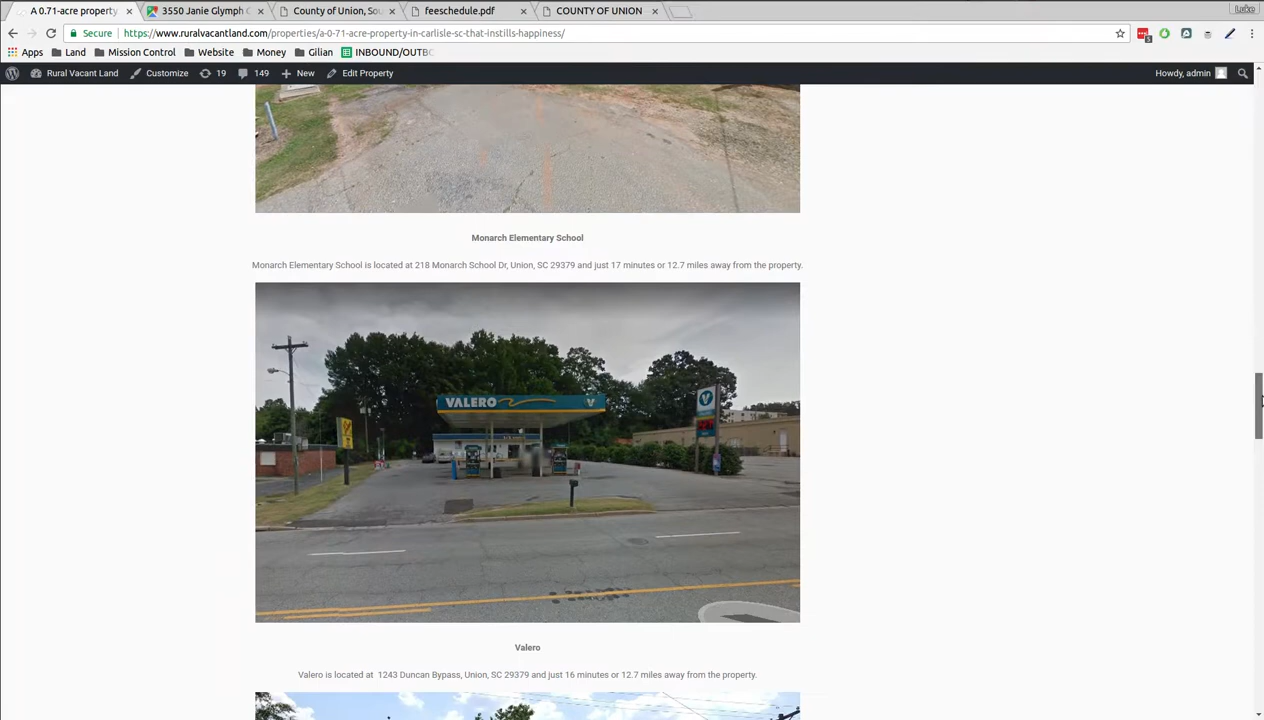 A 0.71-acre property
3550 Janie Glymph G
County of Union, Sou
feeschedule.pdf
COUNTY OF UNION
Luke
Secure
https://www.ruralvacantland.com/properties/a-0-71-acre-property-in-carlisle-sc-that-instills-happiness/
Apps Land Mission Control Website Money Gilian INBOUND/OUTBO
Rural Vacant Land Customize 19 149 New Edit Property Howdy, admin
Monarch Elementary School
Monarch Elementary School is located at 218 Monarch School Dr, Union, SC 29379 and just 17 minutes or 12.7 miles away from the property.
VALERO
Valero
Valero is located at 1243 Duncan Bypass, Union, SC 29379 and just 16 minutes or 12.7 miles away from the property.